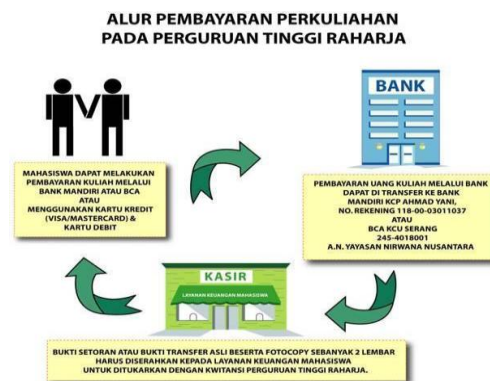 ALUR PEMBAYARAN PERKULIAHAN
PADA PERGURUAN TINGGI RAHARJA
MAHASISWA DAPAT MELAKUKAN
PEMBAYARAN KULIAH MELALUI
BANK MANDIRI ATAU BCA
ATAU
MENGGUNAKAN KARTU KREDIT
(VISA/MASTERCARD) &
KARTU DEBIT
BANK
PEMBAYARAN UANG KULIAH MELALUI BANK
DAPAT DI TRANSFER KE BANK
MANDIRI KCP AHMAD YANI,
NO. REKENING 118-00-03011037
ATAU
BCA KCU SERANG
245-4018001
A.N. YAYASAN NIRWANA NUSANTARA
KASIR
LAYANAN KEUANGAN MAHASISWA
BUKTI SETORAN ATAU BUKTI TRANSFER ASLI BESERTA FOTOCOPY SEBANYAK 2 LEMBAR
HARUS DISERAHKAN KEPADA LAYANAN KEUANGAN MAHASISWA
UNTUK DITUKARKAN DENGAN KWITANSI PERGURUAN TINGGI RAHARJA.